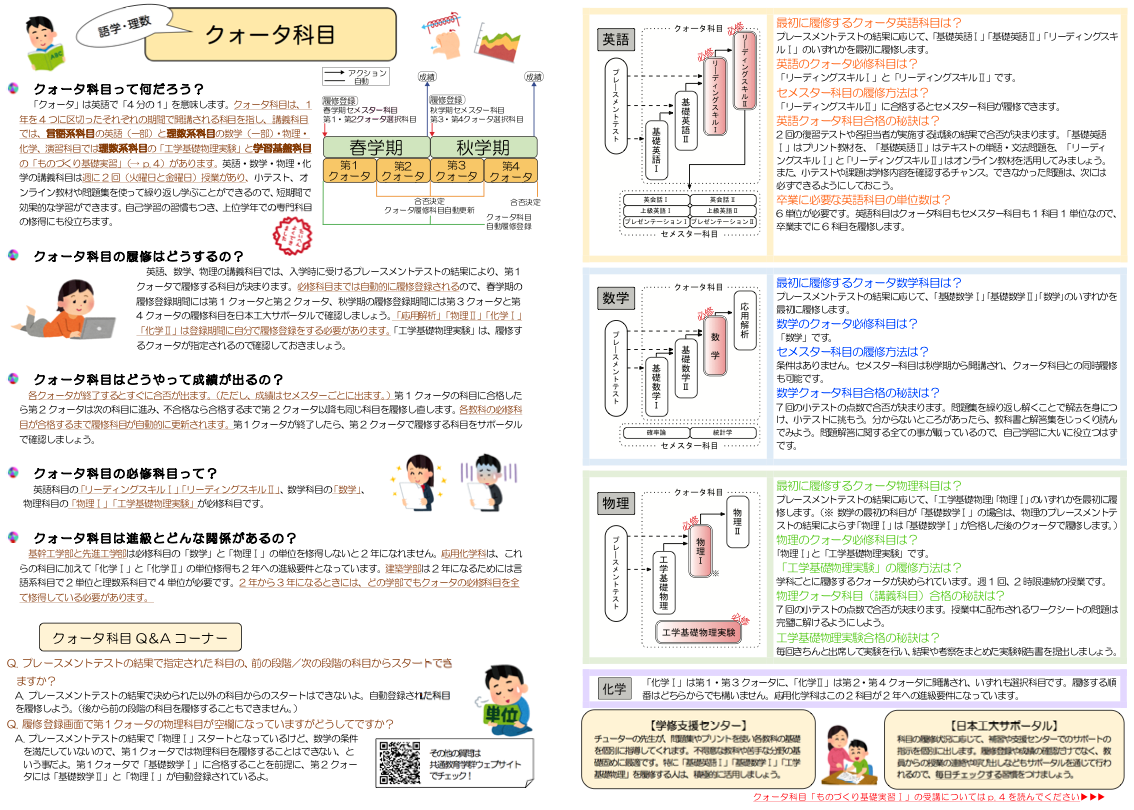 語学・理数
クォータ科目
クォータ科目って何だろう？
「クォータ」は英語で「4分の1」を意味します。クォータ科目は、1
年を4つに区切ったそれぞれの期間で開講される科目を指し、講義科目
では、言語系科目の英語（一部）と理数系科目の数学（一部）・物理・
化学、演習科目では理数系科目の「工学基礎物理実験」と学習基盤科目
の「ものづくり基礎実習」（→ p.4）があります。英語・数学・物理・化
学の講義科目は週に2回（火曜日と金曜日）授業があり、小テスト、オ
ンライン教材や問題集を使って繰り返し学ぶことができるので、短期間で
効果的な学習ができます。自己学習の習慣もつき、上位学年での専門科目
の修得にも役立ちます。
アクション
自動
成績
成績
履修登録
春学期セメスター科目
第1・第2クォータ選択科目
履修登録
秋学期セメスター科目
第3・第4クォータ選択科目
春学期
秋学期
第1
クォータ
第2
クォータ
第3
クォータ
第4
クォータ
合否決定
クォータ履修科目自動更新
合否決定
クォータ科目
自動履修登録
クォータ科目の履修はどうするの？
英語、数学、物理の講義科目では、入学時に受けるプレースメントテストの結果により、第1
クォータで履修する科目が決まります。必修科目までは自動的に履修登録されるので、春学期の
履修登録期間には第1クォータと第2クォータ、秋学期の履修登録期間には第3クォータと第
4クォータの履修科目を日本工大サポータルで確認しましょう。「応用解析」「物理Ⅱ」「化学Ⅰ」
「化学Ⅱ」は登録期間に自分で履修登録をする必要があります。「工学基礎物理実験」は、履修す
るクォータが指定されるので確認しておきましょう。
クォータ科目はどうやって成績が出るの？
各クォータが終了するとすぐに合否が出ます。（ただし、成績はセメスターごとに出ます。）第1クォータの科目に合格した
ら第2クォータは次の科目に進み、不合格なら合格するまで第2クォータ以降も同じ科目を履修し直します。各教科の必修科
目が合格するまで履修科目が自動的に更新されます。第1クォータが終了したら、第2クォータで履修する科目をサポータル
で確認しましょう。
クォータ科目の必修科目って？
英語科目の「リーディングスキルⅠ」「リーディングスキルⅡ」、数学科目の「数学」、
物理科目の「物理Ⅰ」「工学基礎物理実験」が必修科目です。
クォータ科目は進級とどんな関係があるの？
基幹工学部と先進工学部は必修科目の「数学」と「物理Ⅰ」の単位を修得しないと2年になれません。応用化学科は、これ
らの科目に加えて「化学Ⅰ」と「化学Ⅱ」の単位修得も2年への進級要件となっています。建築学部は2年になるためには言
語系科目で2単位と理数系科目で4単位が必要です。2年から3年になるときには、どの学部でもクォータの必修科目を全
て修得している必要があります。
クォータ科目Q&Aコーナー
Q. プレースメントテストの結果で指定された科目の、前の段階／次の段階の科目からスタートでき
ますか？
A. プレースメントテストの結果で決められた以外の科目からのスタートはできないよ。自動登録された科目
を履修しよう。（後から前の段階の科目を履修することもできません。）
Q. 履修登録画面で第1クォータの物理科目が空欄になっていますがどうしてですか？
A. プレースメントテストの結果で「物理Ⅰ」スタートとなっているけど、数学の条件
を満たしていないので、第1クォータでは物理科目を履修することはできない、と
いう事だよ。第1クォータで「基礎数学Ⅰ」に合格することを前提に、第2クォー
タには「基礎数学Ⅱ」と「物理Ⅰ」が自動登録されているよ。
単位
その他の質問は
共通教育学群ウェブサイト
でチェック！
英語
クォータ科目
プレースメントテスト
基礎英語Ⅰ
基礎英語Ⅱ
必修
リーディングスキルⅠ
必修
リーディングスキルⅡ
英会話Ⅰ
英会話Ⅱ
上級英語Ⅰ
上級英語Ⅱ
プレゼンテーションⅠ
プレゼンテーションⅡ
セメスター科目
最初に履修するクォータ英語科目は？
プレースメントテストの結果に応じて、「基礎英語Ⅰ」「基礎英語Ⅱ」「リーディングスキ
ルⅠ」のいずれかを最初に履修します。
英語のクォータ必修科目は？
「リーディングスキルⅠ」と「リーディングスキルⅡ」です。
セメスター科目の履修方法は？
「リーディングスキルⅡ」に合格するとセメスター科目が履修できます。
英語クォータ科目合格の秘訣は？
2回の復習テストや各担当者が実施する試験の結果で合否が決まります。「基礎英語
Ⅰ」はプリント教材を、「基礎英語Ⅱ」はテキストの単語・文法問題を、「リーディ
ングスキルⅠ」と「リーディングスキルⅡ」はオンライン教材を活用してみましょう。
また、小テストや課題は学修内容を確認するチャンス。できなかった問題は、次には
必ずできるようにしておこう。
卒業に必要な英語科目の単位数は？
6単位が必要です。英語科目はクォータ科目もセメスター科目も1科目1単位なので、
卒業までに6科目を履修します。
数学
クォータ科目
プレースメントテスト
基礎数学Ⅰ
基礎数学Ⅱ
必修
数学
応用解析
確率論
統計学
セメスター科目
最初に履修するクォータ数学科目は？
プレースメントテストの結果に応じて、「基礎数学Ⅰ」「基礎数学Ⅱ」「数学」のいずれかを
最初に履修します。
数学のクォータ必修科目は？
「数学」です。
セメスター科目の履修方法は？
条件はありません。セメスター科目は秋学期から開講され、クォータ科目との同時履修
も可能です。
数学クォータ科目合格の秘訣は？
7回の小テストの点数で合否が決まります。問題集を繰り返し解くことで解法を身につ
け、小テストに挑もう。分からないところがあったら、教科書と解答集をじっくり読ん
でみよう。問題解答に関する全ての事が載っているので、自己学習に大いに役立つはず
です。
物理
クォータ科目
プレースメントテスト
工学基礎物理
必修
物理Ⅰ
※
物理Ⅱ
必修
工学基礎物理実験
最初に履修するクォータ物理科目は？
プレースメントテストの結果に応じて、「工学基礎物理」「物理Ⅰ」のいずれかを最初に履
修します。（※ 数学の最初の科目が「基礎数学Ⅰ」の場合は、物理のプレースメントテ
ストの結果によらず「物理Ⅰ」は「基礎数学Ⅰ」が合格した後のクォータで履修します。）
物理のクォータ必修科目は？
「物理Ⅰ」と「工学基礎物理実験」です。
「工学基礎物理実験」の履修方法は？
学科ごとに履修するクォータが決められています。週1回、2時限連続の授業です。
物理クォータ科目（講義科目）合格の秘訣は？
7回の小テストの点数で合否が決まります。授業中に配布されるワークシートの問題は
完璧に解けるようにしよう。
工学基礎物理実験合格の秘訣は？
毎回きちんと出席して実験を行い、結果や考察をまとめた実験報告書を提出しましょう。
化学
「化学Ⅰ」は第1・第3クォータに、「化学Ⅱ」は第2・第4クォータに開講され、いずれも選択科目です。履修する順
番はどちらからでも構いません。応用化学科はこの2科目が2年への進級要件になっています。
【学修支援センター】
チューターの先生が、問題集やプリントを使い各教科の基礎
を個別に指導してくれます。不得意な教科や苦手な分野の基
礎固めに最適です。特に「基礎英語Ⅰ」「基礎数学Ⅰ」「工学
基礎物理」を履修する人は、積極的に活用しましょう。
【日本工大サポータル】
科目の履修状況に応じて、補習や支援センターでのサポートの
指示を個別に出します。履修登録や成績の確認だけでなく、教
員からの授業の連絡や呼び出しなどもサポータルを通じて行わ
れるので、毎日チェックする習慣をつけましょう。
クォータ科目「ものづくり基礎実習Ⅰ」の受講についてはp.4を読んでください▶▶▶